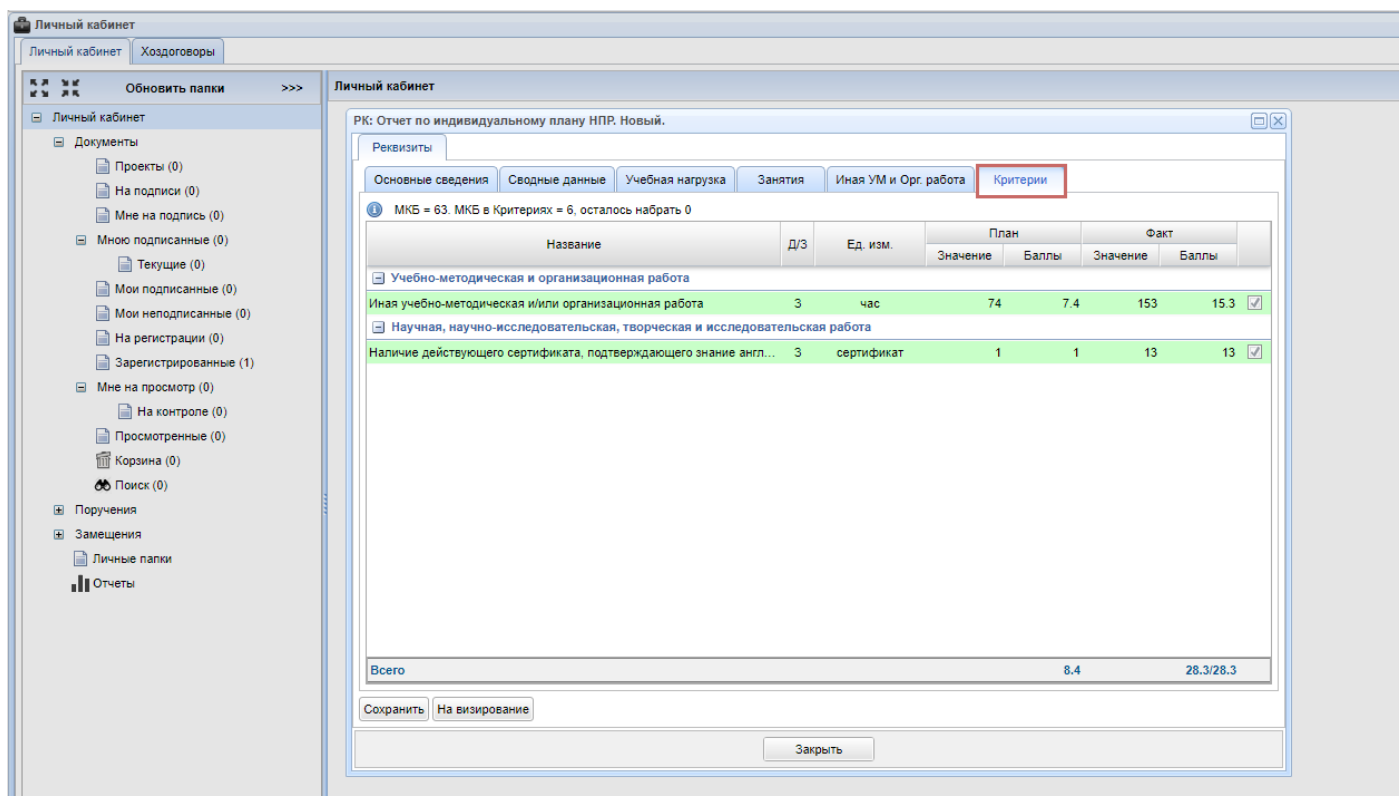 Личный кабинет
Личный кабинет Хоздоговоры
Обновить папки >>>
Личный кабинет
Документы
Проекты (0)
На подписи (0)
Мне на подпись (0)
Мною подписанные (0)
Текущие (0)
Мои подписанные (0)
Мои неподписанные (0)
На регистрации (0)
Зарегистрированные (1)
Мне на просмотр (0)
На контроле (0)
Просмотренные (0)
Корзина (0)
Поиск (0)
Поручения
Замещения
Личные папки
Отчеты
Личный кабинет
РК: Отчет по индивидуальному плану НПР. Новый.
Реквизиты
Основные сведения Сводные данные Учебная нагрузка Занятия Иная УМ и Орг. работа Критерии
МКБ = 63. МКБ в Критериях = 6, осталось набрать 0
Название Д/З Ед. изм. План Факт
Значение Баллы Значение Баллы
Учебно-методическая и организационная работа
Иная учебно-методическая и/или организационная работа З час 74 7.4 153 15.3
Научная, научно-исследовательская, творческая и исследовательская работа
Наличие действующего сертификата, подтверждающего знание англ... З сертификат 1 1 13 13
Всего 8.4 28.3/28.3
Сохранить На визирование
Закрыть